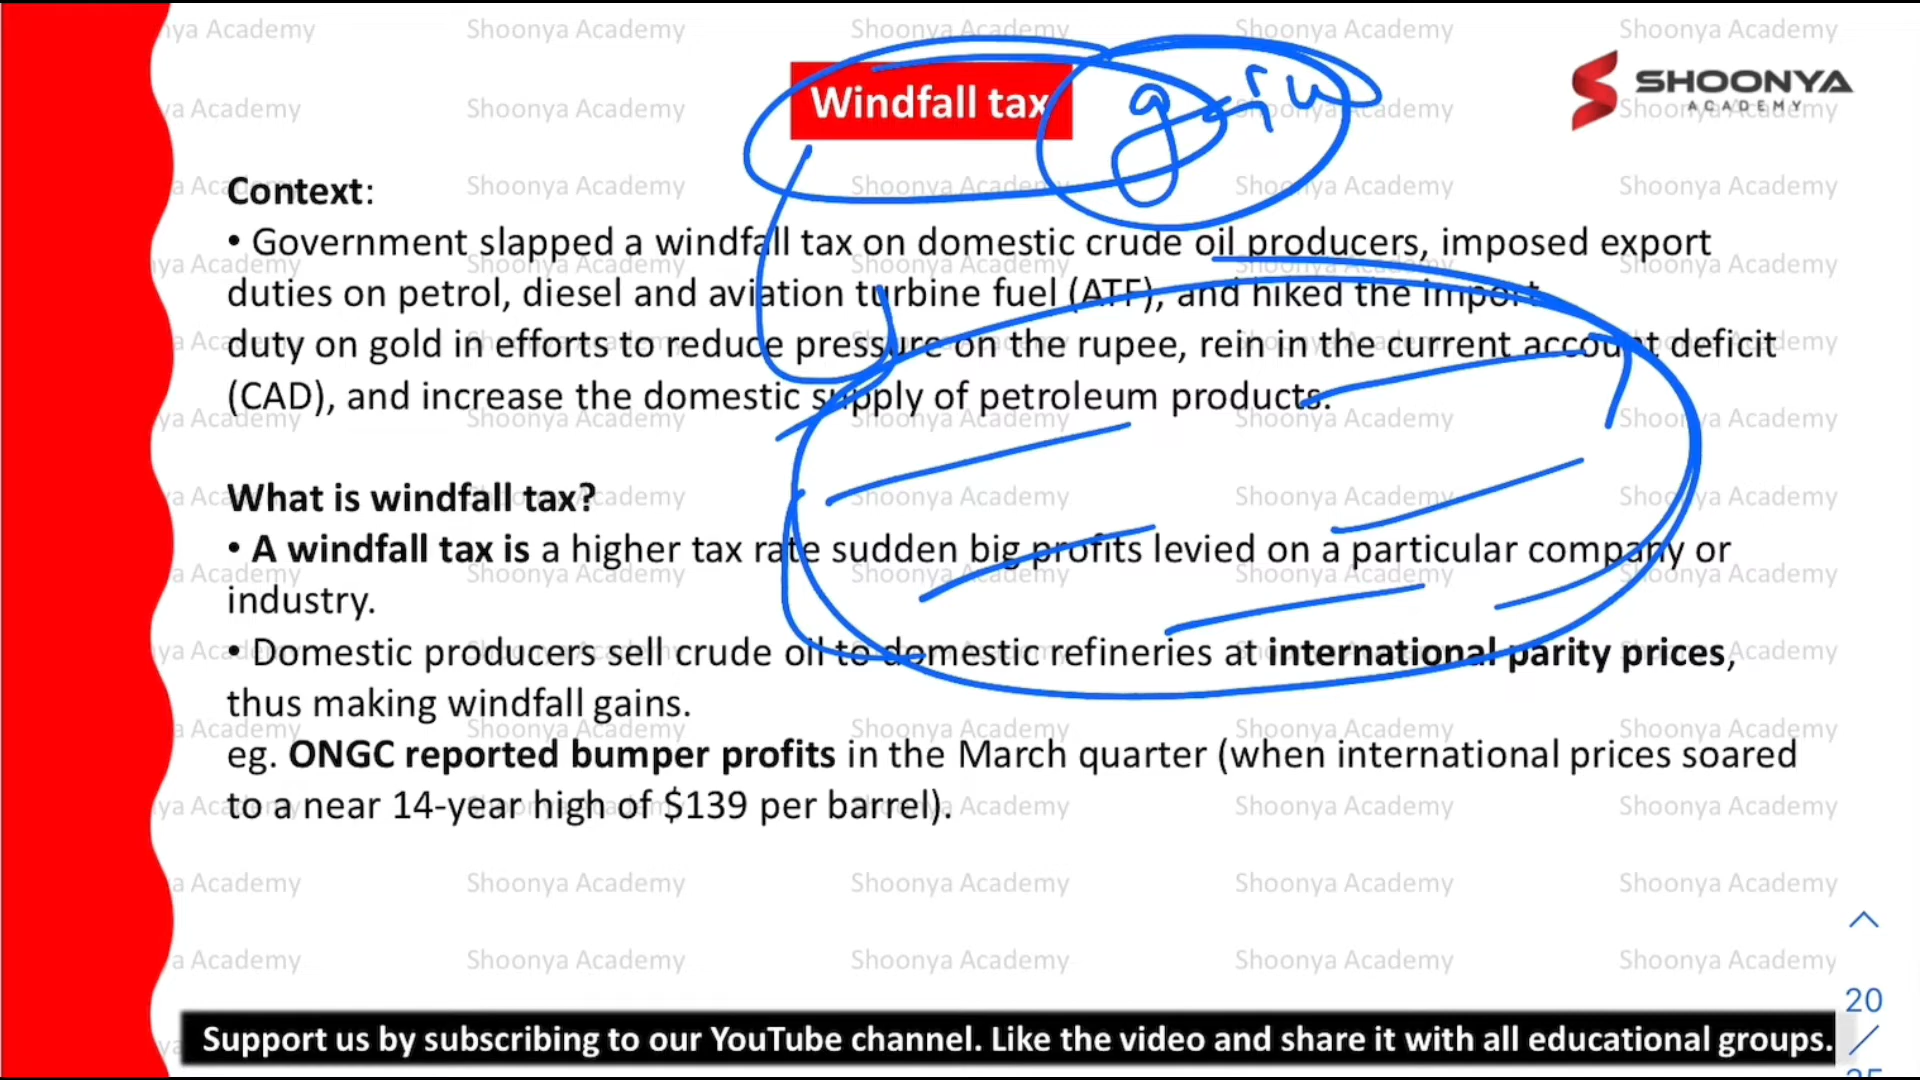 Windfall tax
gain
SHOONYA
ACADEMY
Context:
• Government slapped a windfall tax on domestic crude oil producers, imposed export
duties on petrol, diesel and aviation turbine fuel (ATF), and hiked the import
duty on gold in efforts to reduce pressure on the rupee, rein in the current account deficit
(CAD), and increase the domestic supply of petroleum products.
What is windfall tax?
• A windfall tax is a higher tax rate sudden big profits levied on a particular company or
industry.
• Domestic producers sell crude oil to domestic refineries at international parity prices,
thus making windfall gains.
eg. ONGC reported bumper profits in the March quarter (when international prices soared
to a near 14-year high of $139 per barrel).
Shoonya Academy
20
/
Support us by subscribing to our YouTube channel. Like the video and share it with all educational groups.